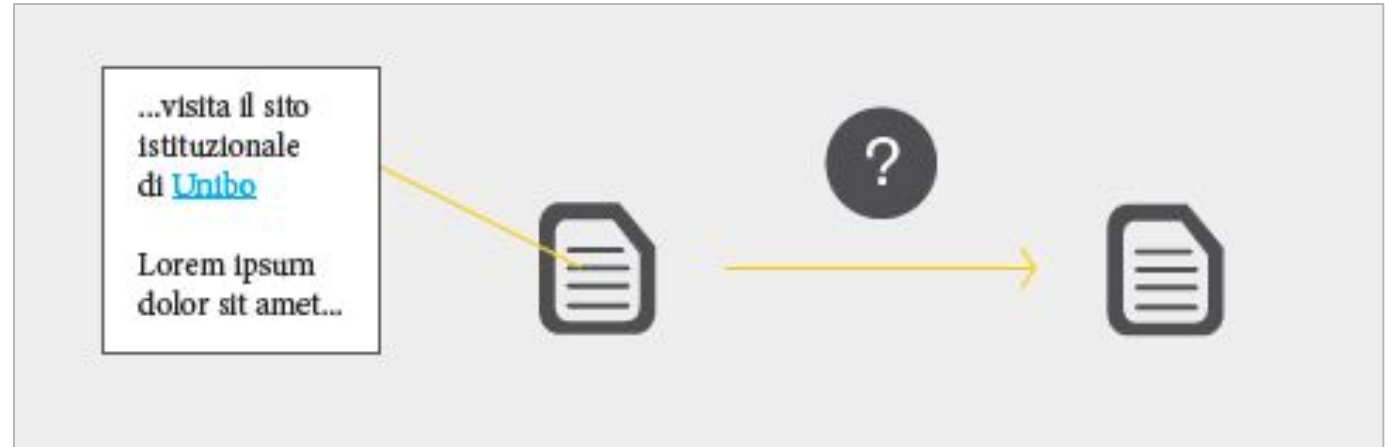 ...visita il sito
istituzionale
di Unibo
Lorem ipsum
dolor sit amet...
?